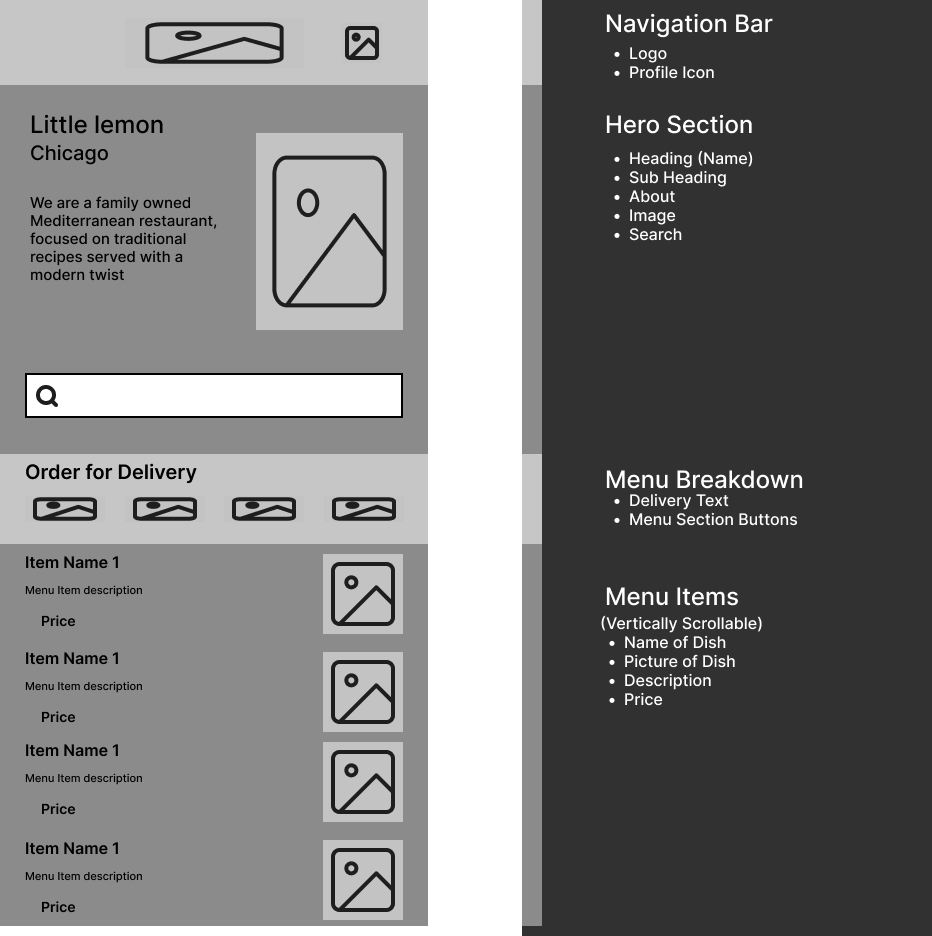 Little lemon
Chicago
We are a family owned
Mediterranean restaurant,
focused on traditional
recipes served with a
modern twist
Order for Delivery
Item Name 1
Menu Item description
Price
Item Name 1
Menu Item description
Price
Item Name 1
Menu Item description
Price
Item Name 1
Menu Item description
Price
Navigation Bar
• Logo
• Profile Icon
Hero Section
• Heading (Name)
• Sub Heading
• About
• Image
• Search
Menu Breakdown
• Delivery Text
• Menu Section Buttons
Menu Items
(Vertically Scrollable)
• Name of Dish
• Picture of Dish
• Description
• Price